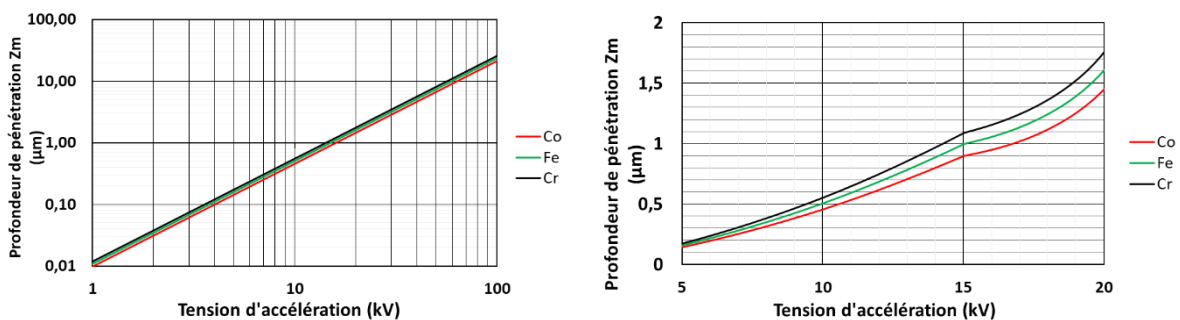 Profondeur de pénétration Zm
(µm)
100,00
10,00
1,00
0,10
0,01
1
10
100
Tension d'accélération (kV)
Co
Fe
Cr
Profondeur de pénétration Zm
(µm)
2
1,5
1
0,5
0
5
10
15
20
Tension d'accélération (kV)
Co
Fe
Cr